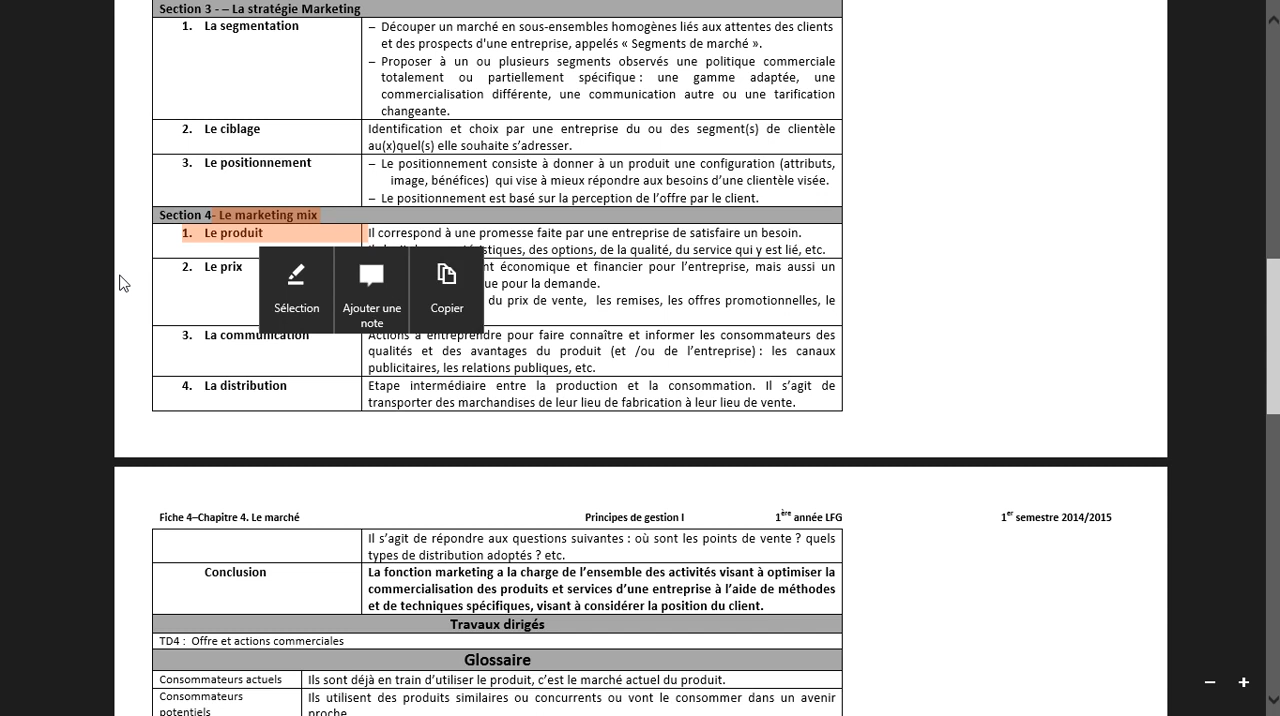 Section 3 - – La stratégie Marketing
1. La segmentation
– Découper un marché en sous-ensembles homogènes liés aux attentes des clients
et des prospects d'une entreprise, appelés « Segments de marché ».
– Proposer à un ou plusieurs segments observés une politique commerciale
totalement ou partiellement spécifique : une gamme adaptée, une
commercialisation différente, une communication autre ou une tarification
changeante.
2. Le ciblage
Identification et choix par une entreprise du ou des segment(s) de clientèle
au(x)quel(s) elle souhaite s’adresser.
3. Le positionnement
– Le positionnement consiste à donner à un produit une configuration (attributs,
image, bénéfices) qui vise à mieux répondre aux besoins d’une clientèle visée.
– Le positionnement est basé sur la perception de l’offre par le client.
Section 4- Le marketing mix
1. Le produit
Il correspond à une promesse faite par une entreprise de satisfaire un besoin.
des options, de la qualité, du service qui y est lié, etc.
2. Le prix
économique et financier pour l’entreprise, mais aussi un
pour la demande.
du prix de vente, les remises, les offres promotionnelles, le
Sélection
Ajouter une
note
Copier
3. La communication
Actions à entreprendre pour faire connaître et informer les consommateurs des
qualités et des avantages du produit (et /ou de l’entreprise) : les canaux
publicitaires, les relations publiques, etc.
4. La distribution
Etape intermédiaire entre la production et la consommation. Il s’agit de
transporter des marchandises de leur lieu de fabrication à leur lieu de vente.
Fiche 4–Chapitre 4. Le marché Principes de gestion I 1ère année LFG 1er semestre 2014/2015
Il s’agit de répondre aux questions suivantes : où sont les points de vente ? quels
types de distribution adoptés ? etc.
Conclusion
La fonction marketing a la charge de l’ensemble des activités visant à optimiser la
commercialisation des produits et services d’une entreprise à l’aide de méthodes
et de techniques spécifiques, visant à considérer la position du client.
Travaux dirigés
TD4 : Offre et actions commerciales
Glossaire
Consommateurs actuels
Ils sont déjà en train d’utiliser le produit, c’est le marché actuel du produit.
Consommateurs
potentiels
Ils utilisent des produits similaires ou concurrents ou vont le consommer dans un avenir
proche